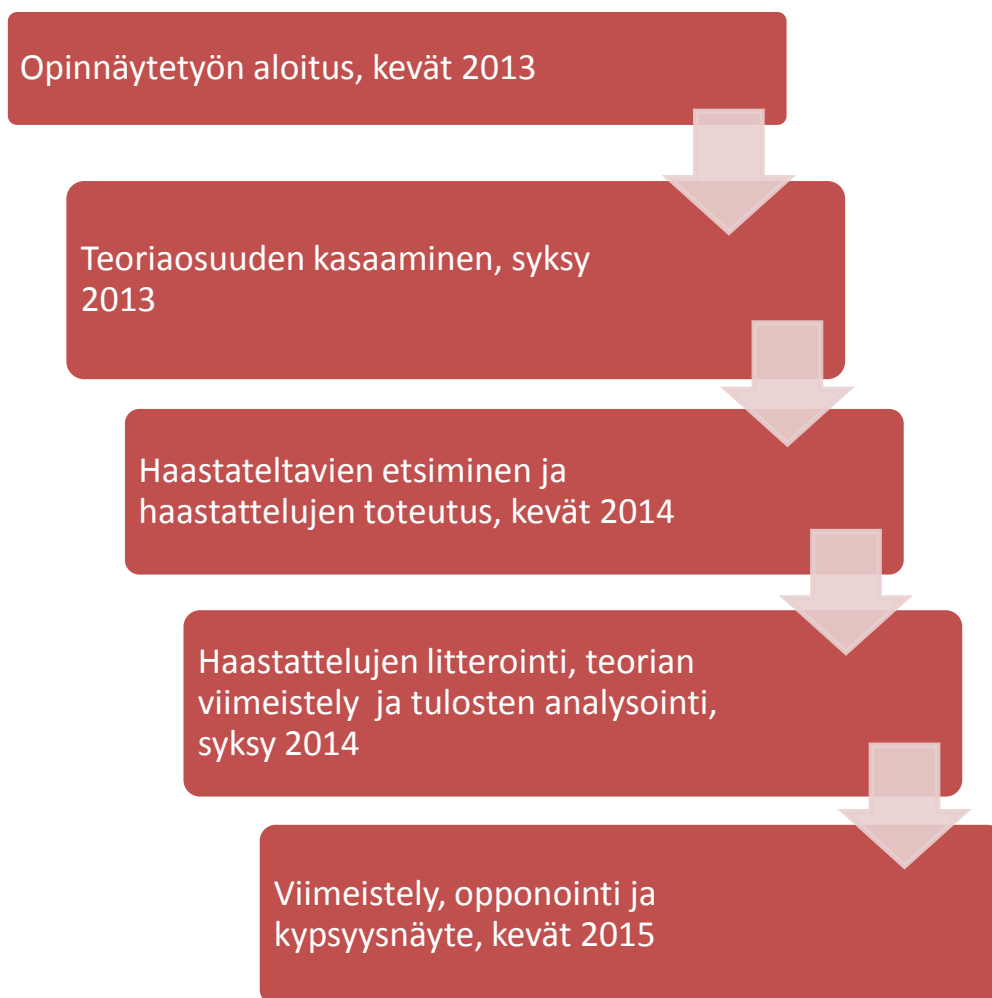 Opinnäytetyön aloitus, kevät 2013
Teoriaosuuden kasaaminen, syksy
2013
Haastateltavien etsiminen ja
haastattelujen toteutus, kevät 2014
Haastattelujen litterointi, teorian
viimeistely  ja tulosten analysointi,
syksy 2014
Viimeistely, opponointi ja
kypsyysnäyte, kevät 2015